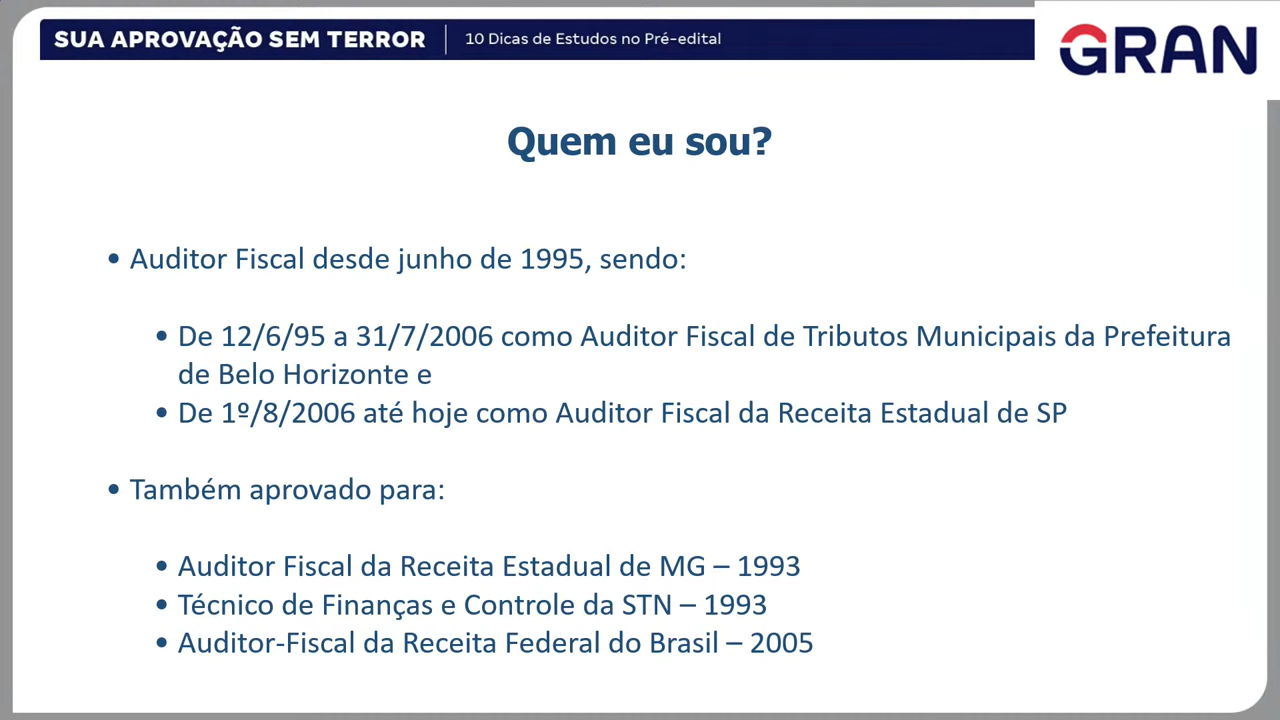 SUA APROVAÇÃO SEM TERROR | 10 Dicas de Estudos no Pré-edital
GRAN
Quem eu sou?
• Auditor Fiscal desde junho de 1995, sendo:
• De 12/6/95 a 31/7/2006 como Auditor Fiscal de Tributos Municipais da Prefeitura
de Belo Horizonte e
• De 1º/8/2006 até hoje como Auditor Fiscal da Receita Estadual de SP
• Também aprovado para:
• Auditor Fiscal da Receita Estadual de MG – 1993
• Técnico de Finanças e Controle da STN – 1993
• Auditor-Fiscal da Receita Federal do Brasil – 2005